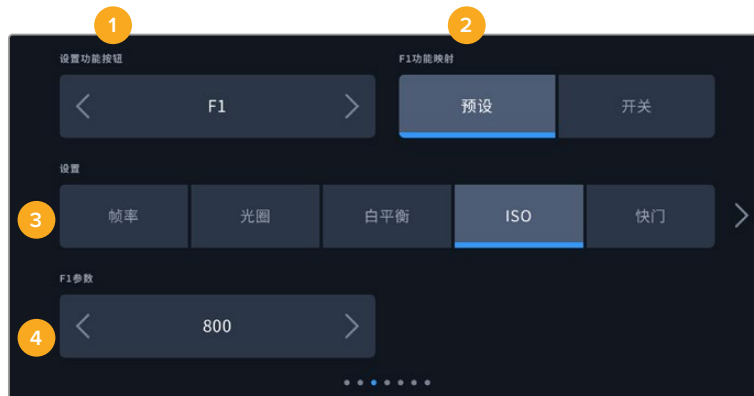 1 2
设置功能按钮 F1功能映射
F1 预设 开关
设置
3 帧率 光圈 白平衡 ISO 快门
F1参数
4 800